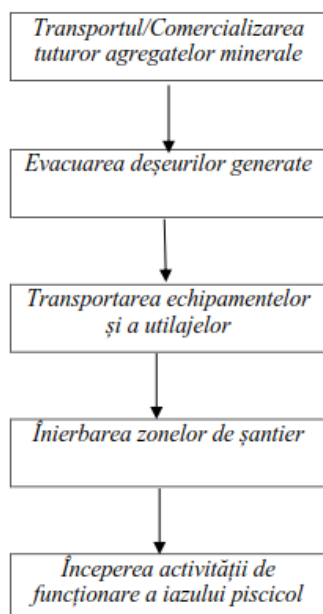 Transportul/Comercializarea
tuturor agregatelor minerale
Evacuarea deșeurilor generate
Transportarea echipamentelor
și a utilajelor
Înierbarea zonelor de șantier
Începerea activității de
funcționare a iazului piscicol